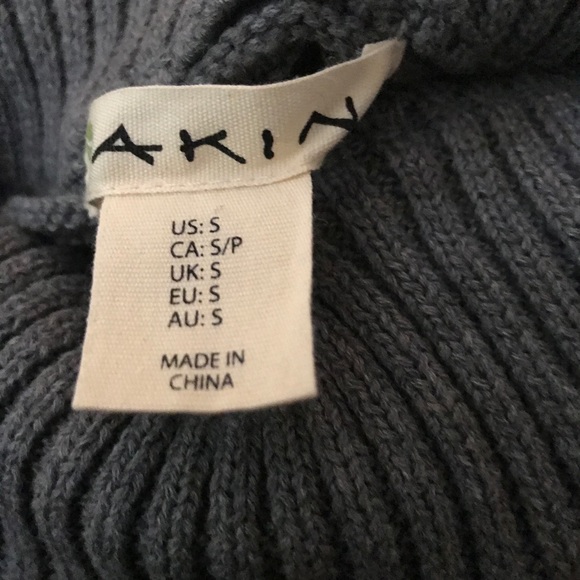 AKIN
US: S
CA: S/P
UK: S
EU: S
AU: S
MADE IN
CHINA